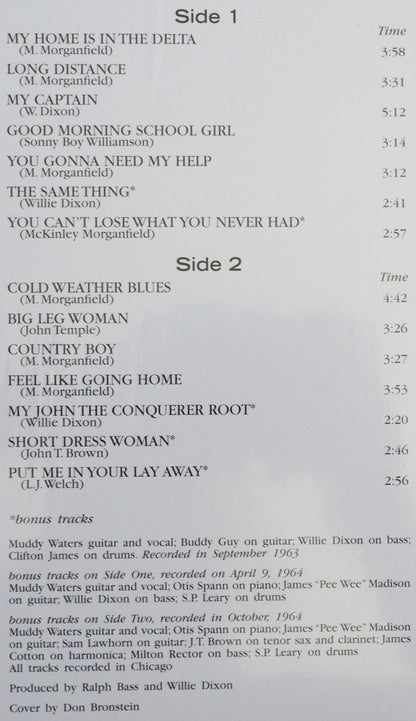 Side 1
Time
MY HOME IS IN THE DELTA
(M. Morganfield) 3:58
LONG DISTANCE
(M. Morganfield) 3:31
MY CAPTAIN
(W. Dixon) 5:12
GOOD MORNING SCHOOL GIRL
(Sonny Boy Williamson) 3:14
YOU GONNA NEED MY HELP
(M. Morganfield) 3:12
THE SAME THING*
(Willie Dixon) 2:41
YOU CAN'T LOSE WHAT YOU NEVER HAD*
(McKinley Morganfield) 2:57
Side 2
Time
COLD WEATHER BLUES
(M. Morganfield) 4:42
BIG LEG WOMAN
(John Temple) 3:26
COUNTRY BOY
(M. Morganfield) 3:27
FEEL LIKE GOING HOME
(M. Morganfield) 3:53
MY JOHN THE CONQUERER ROOT*
(Willie Dixon) 2:20
SHORT DRESS WOMAN*
(John T. Brown) 2:46
PUT ME IN YOUR LAY AWAY*
(L.J. Welch) 2:56
*bonus tracks
Muddy Waters guitar and vocal; Buddy Guy on guitar; Willie Dixon on bass;
Clifton James on drums. Recorded in September 1963
bonus tracks on Side One, recorded on April 9, 1964
Muddy Waters guitar and vocal; Otis Spann on piano; James "Pee Wee" Madison
on guitar; Willie Dixon on bass; S.P. Leary on drums
bonus tracks on Side Two, recorded in October, 1964
Muddy Waters guitar and vocal; Otis Spann on piano; James "Pee Wee" Madison
on guitar; Sam Lawhorn on guitar; J.T. Brown on tenor sax and clarinet; James
Cotton on harmonica; Milton Rector on bass; S.P. Leary on drums
All tracks recorded in Chicago
Produced by Ralph Bass and Willie Dixon
Cover by Don Bronstein